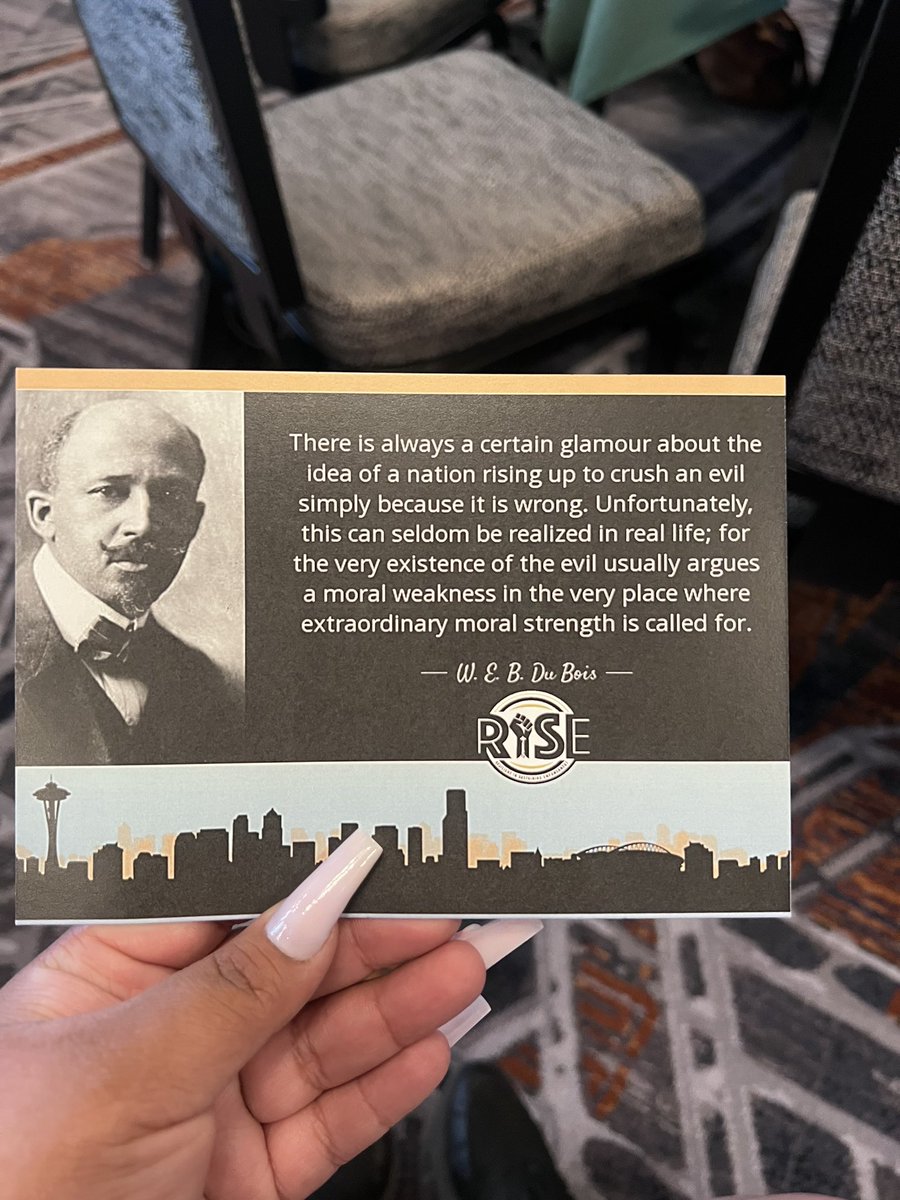 There is always a certain glamour about the
idea of a nation rising up to crush an evil
simply because it is wrong. Unfortunately,
this can seldom be realized in real life; for
the very existence of the evil usually argues
a moral weakness in the very place where
extraordinary moral strength is called for.
— W. E. B. Du Bois —
RISE